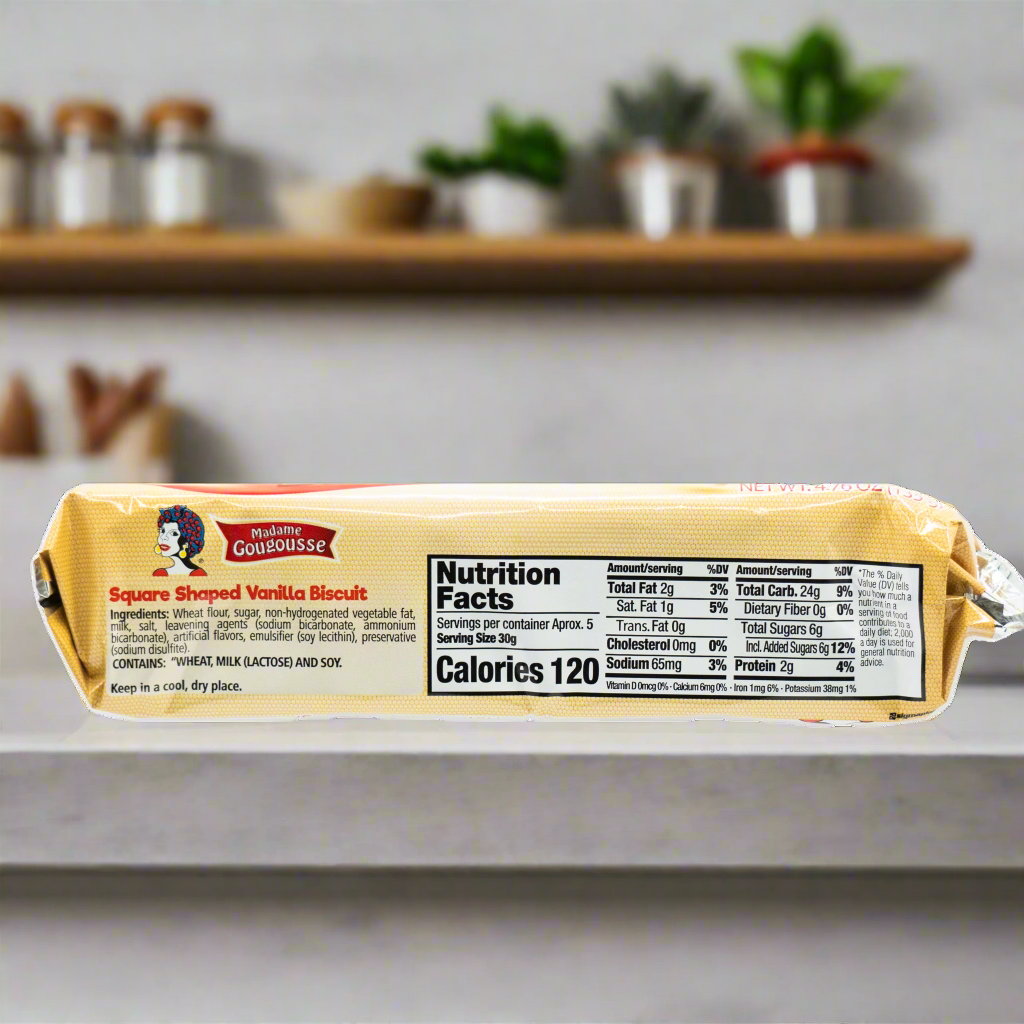 NET WT. 4.76 OZ
Madame
Gougousse
Square Shaped Vanilla Biscuit
Ingredients: Wheat flour, sugar, non-hydrogenated vegetable fat,
milk, salt, leavening agents (sodium bicarbonate, ammonium
bicarbonate), artificial flavors, emulsifier (soy lecithin), preservative
(sodium disulfite).
CONTAINS: "WHEAT, MILK (LACTOSE) AND SOY.
Keep in a cool, dry place.
Nutrition
Facts
Servings per container Aprox. 5
Serving Size 30g
Calories 120
Amount/serving %DV
Total Fat 2g 3%
Sat. Fat 1g 5%
Trans. Fat 0g
Cholesterol 0mg 0%
Sodium 65mg 3%
Amount/serving %DV
Total Carb. 24g 9%
Dietary Fiber 0g 0%
Total Sugars 6g
Incl. Added Sugars 6g 12%
Protein 2g 4%
Vitamin D 0mcg 0% · Calcium 6mg 0% · Iron 1mg 6% · Potassium 38mg 1%
*The % Daily
Value (DV) tells
you how much a
nutrient in a
serving of food
contributes to a
daily diet; 2,000
a day is used for
general nutrition
advice.